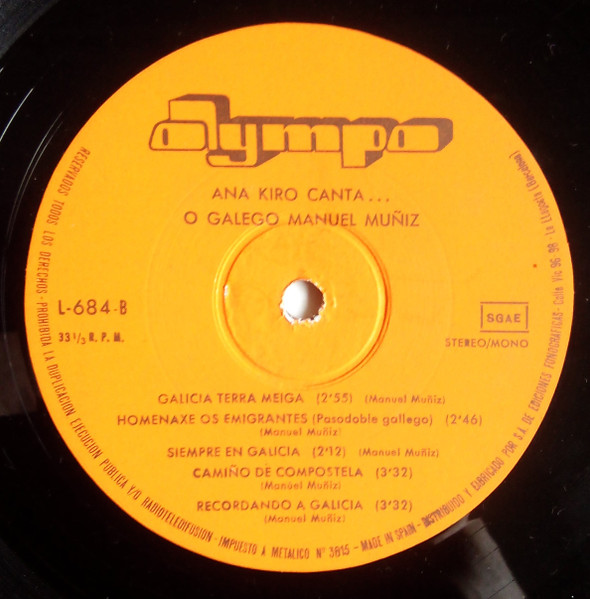 Olympo
ANA KIRO CANTA...
O GALEGO MANUEL MUÑIZ
L-684-B
33 1/3 R. P. M.
SGAE
STEREO/MONO
GALICIA TERRA MEIGA (2'55) (Manuel Muñiz)
HOMENAXE OS EMIGRANTES (Pasodoble gallego) (2'46)
(Manuel Muñiz)
SIEMPRE EN GALICIA (2'12) (Manuel Muñiz)
CAMIÑO DE COMPOSTELA (3'32)
(Manuel Muñiz)
RECORDANDO A GALICIA (3'32)
(Manuel Muñiz)
RESERVADOS TODOS LOS DERECHOS - PROHIBIDA LA DUPLICACION EJECUCION PUBLICA Y/O RADIOTELEDIFUSION - IMPUESTO A METALICO Nº 3815 - MADE IN SPAIN - DISTRIBUIDO Y FABRICADO POR S.A. DE EDICIONES FONOGRAFICAS - Calle Vic 96-98 - La Llagosta (Barcelona)